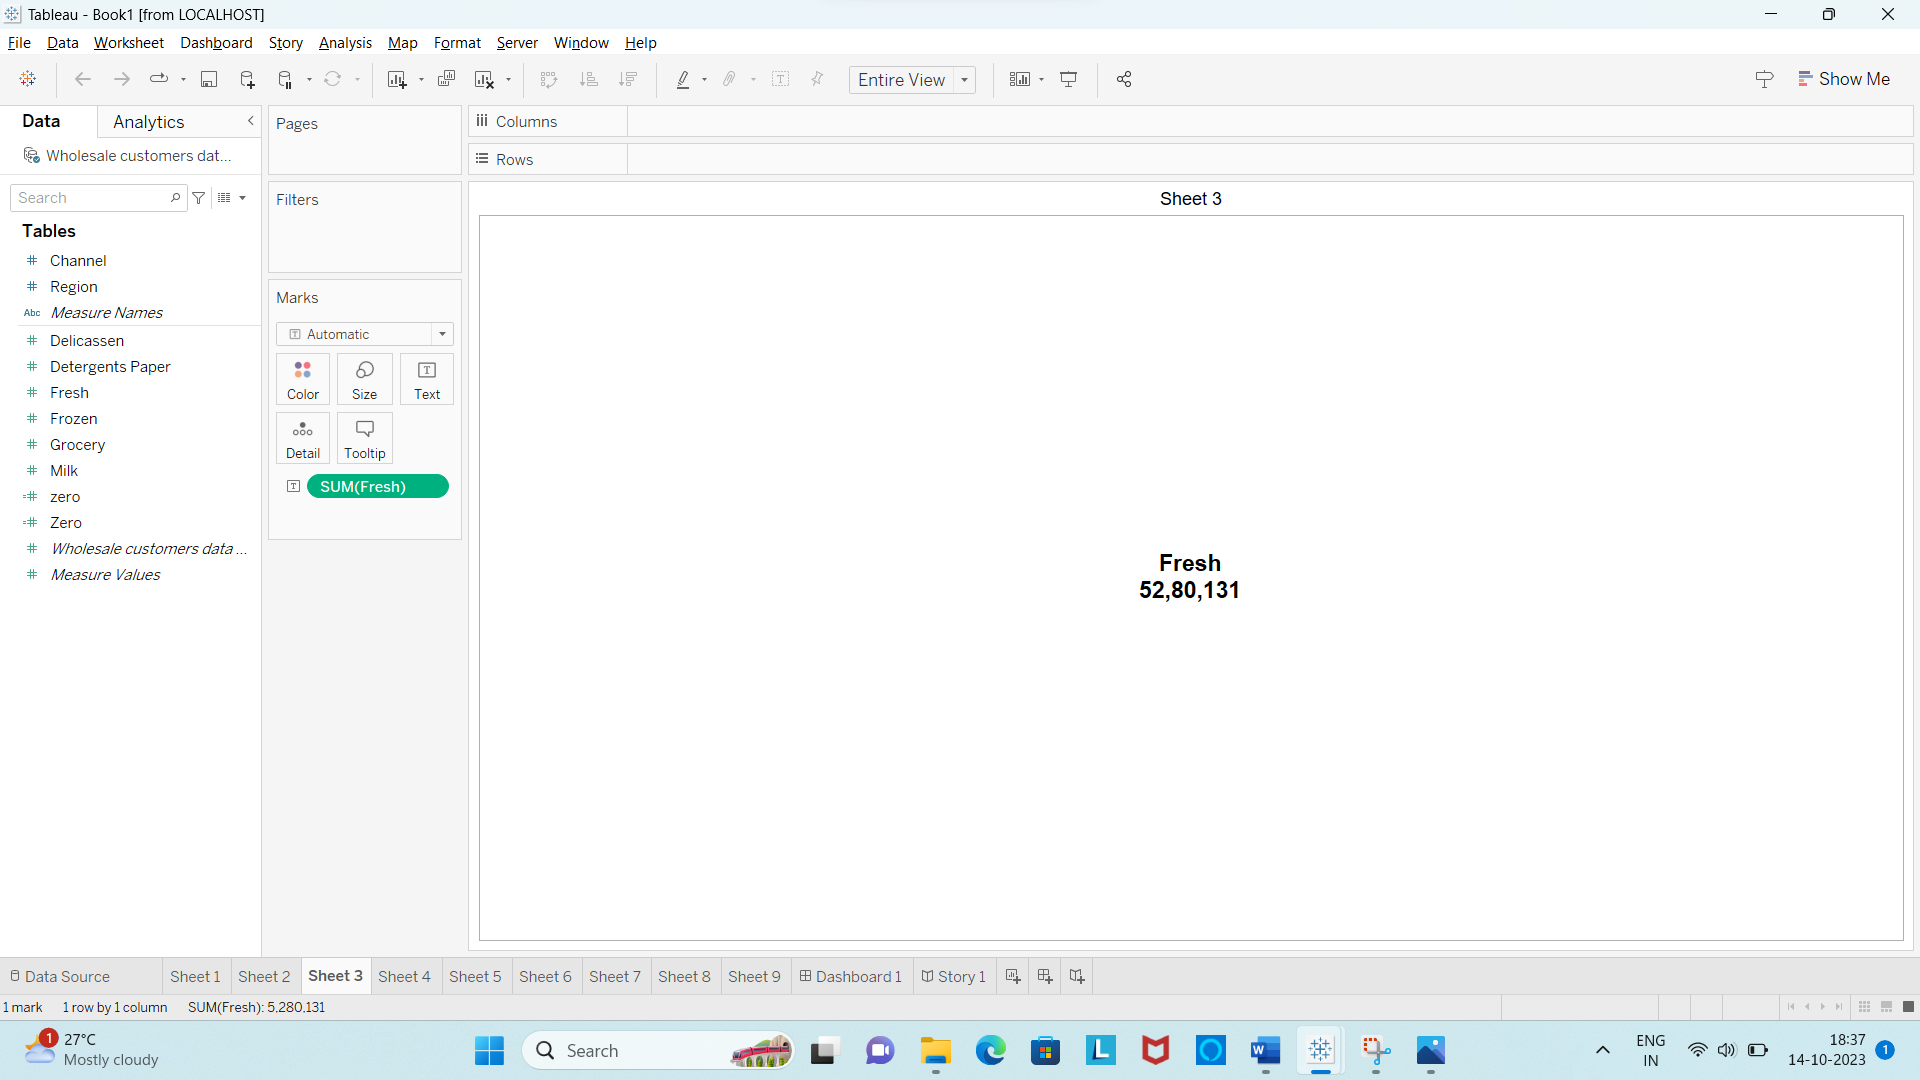 Tableau - Book1 [from LOCALHOST]
File Data Worksheet Dashboard Story Analysis Map Format Server Window Help
Entire View
Show Me
Data Analytics
Wholesale customers dat...
Search
Tables
Channel
Region
Abc Measure Names
Delicassen
Detergents Paper
Fresh
Frozen
Grocery
Milk
zero
Zero
Wholesale customers data ...
Measure Values
Pages
Filters
Marks
Automatic
Color Size Text
Detail Tooltip
SUM(Fresh)
Columns
Rows
Sheet 3
Fresh
52,80,131
Data Source Sheet 1 Sheet 2 Sheet 3 Sheet 4 Sheet 5 Sheet 6 Sheet 7 Sheet 8 Sheet 9 Dashboard 1 Story 1
1 mark 1 row by 1 column SUM(Fresh): 5,280,131
1
27°C
Mostly cloudy
Search
ENG
IN
18:37
14-10-2023
1